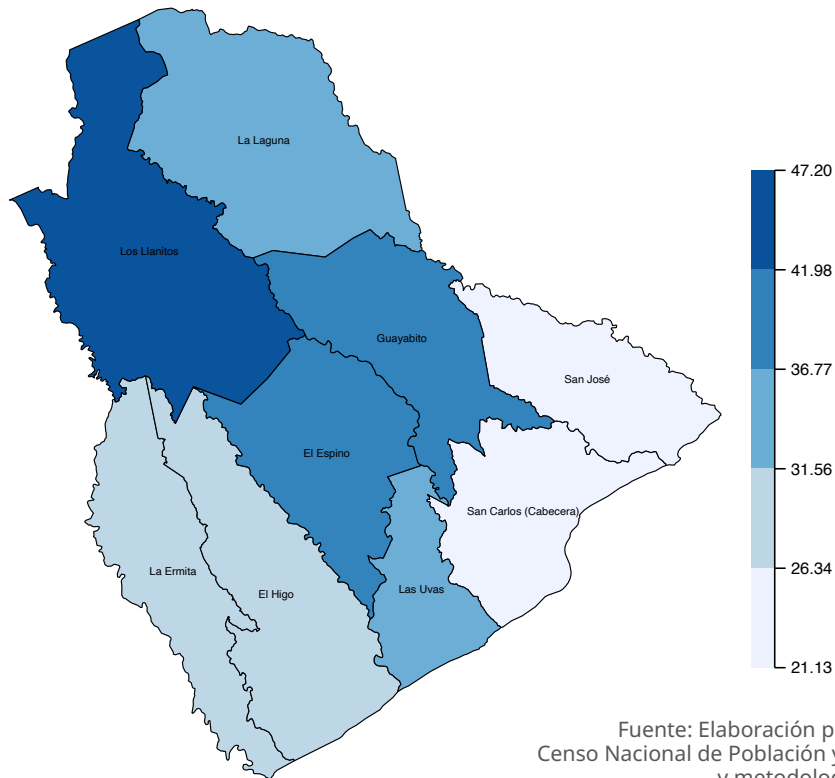 La Laguna
47.20
Los Llanitos
41.98
Guayabito
36.77
San José
El Espino
31.56
San Carlos (Cabecera)
La Ermita
26.34
El Higo
Las Uvas
21.13
Fuente: Elaboración p
Censo Nacional de Población y
y metodolo